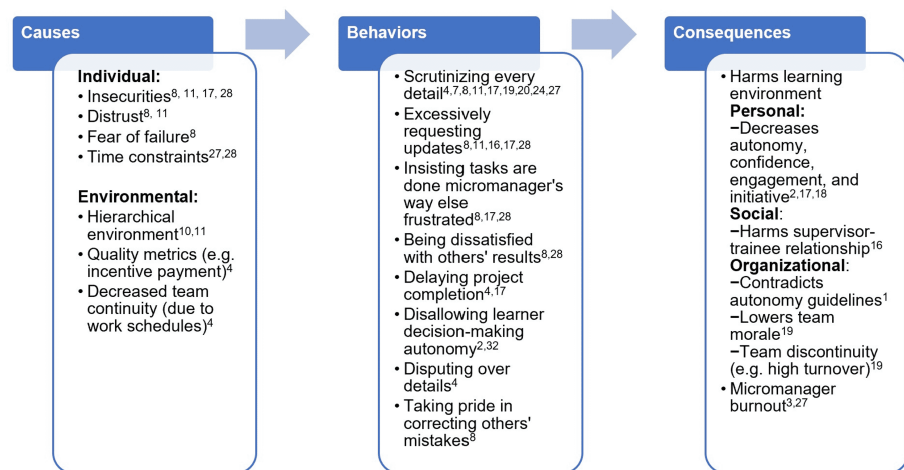 Causes
Individual:
• Insecurities8, 11, 17, 28
• Distrust8, 11
• Fear of failure8
• Time constraints27,28
Environmental:
• Hierarchical
environment10,11
• Quality metrics (e.g.
incentive payment)4
• Decreased team
continuity (due to
work schedules)4
Behaviors
• Scrutinizing every
detail4,7,8,11,17,19,20,24,27
• Excessively
requesting
updates8,11,16,17,28
• Insisting tasks are
done micromanager's
way else
frustrated8,17,28
• Being dissatisfied
with others' results8,28
• Delaying project
completion4,17
• Disallowing learner
decision-making
autonomy2,32
• Disputing over
details4
• Taking pride in
correcting others'
mistakes8
Consequences
• Harms learning
environment
Personal:
−Decreases
autonomy,
confidence,
engagement, and
initiative2,17,18
Social:
−Harms supervisor-
trainee relationship16
Organizational:
−Contradicts
autonomy guidelines1
−Lowers team
morale19
−Team discontinuity
(e.g. high turnover)19
• Micromanager
burnout3,27